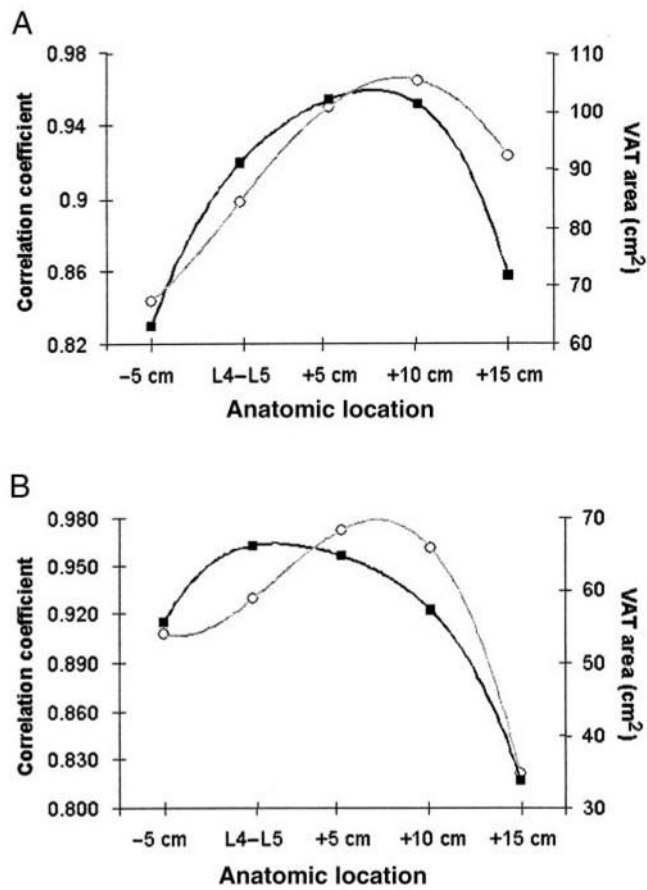 A
Correlation coefficient
0.98
0.94
0.9
0.86
0.82
110
100
90
80
70
60
VAT area (cm²)
−5 cm L4–L5 +5 cm +10 cm +15 cm
Anatomic location
B
Correlation coefficient
0.980
0.950
0.920
0.890
0.860
0.830
0.800
70
60
50
40
30
VAT area (cm²)
−5 cm L4–L5 +5 cm +10 cm +15 cm
Anatomic location